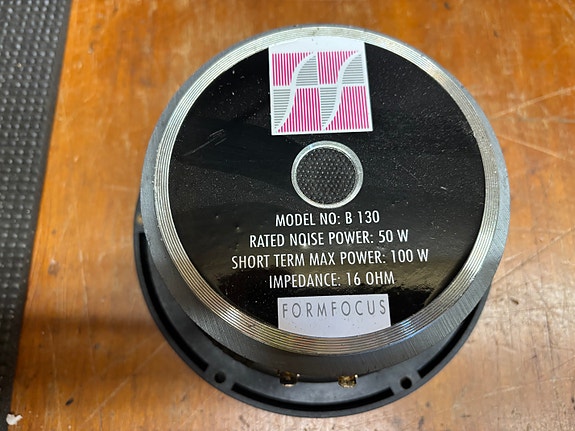 MODEL NO: B 130
RATED NOISE POWER: 50 W
SHORT TERM MAX POWER: 100 W
IMPEDANCE: 16 OHM
FORMFOCUS